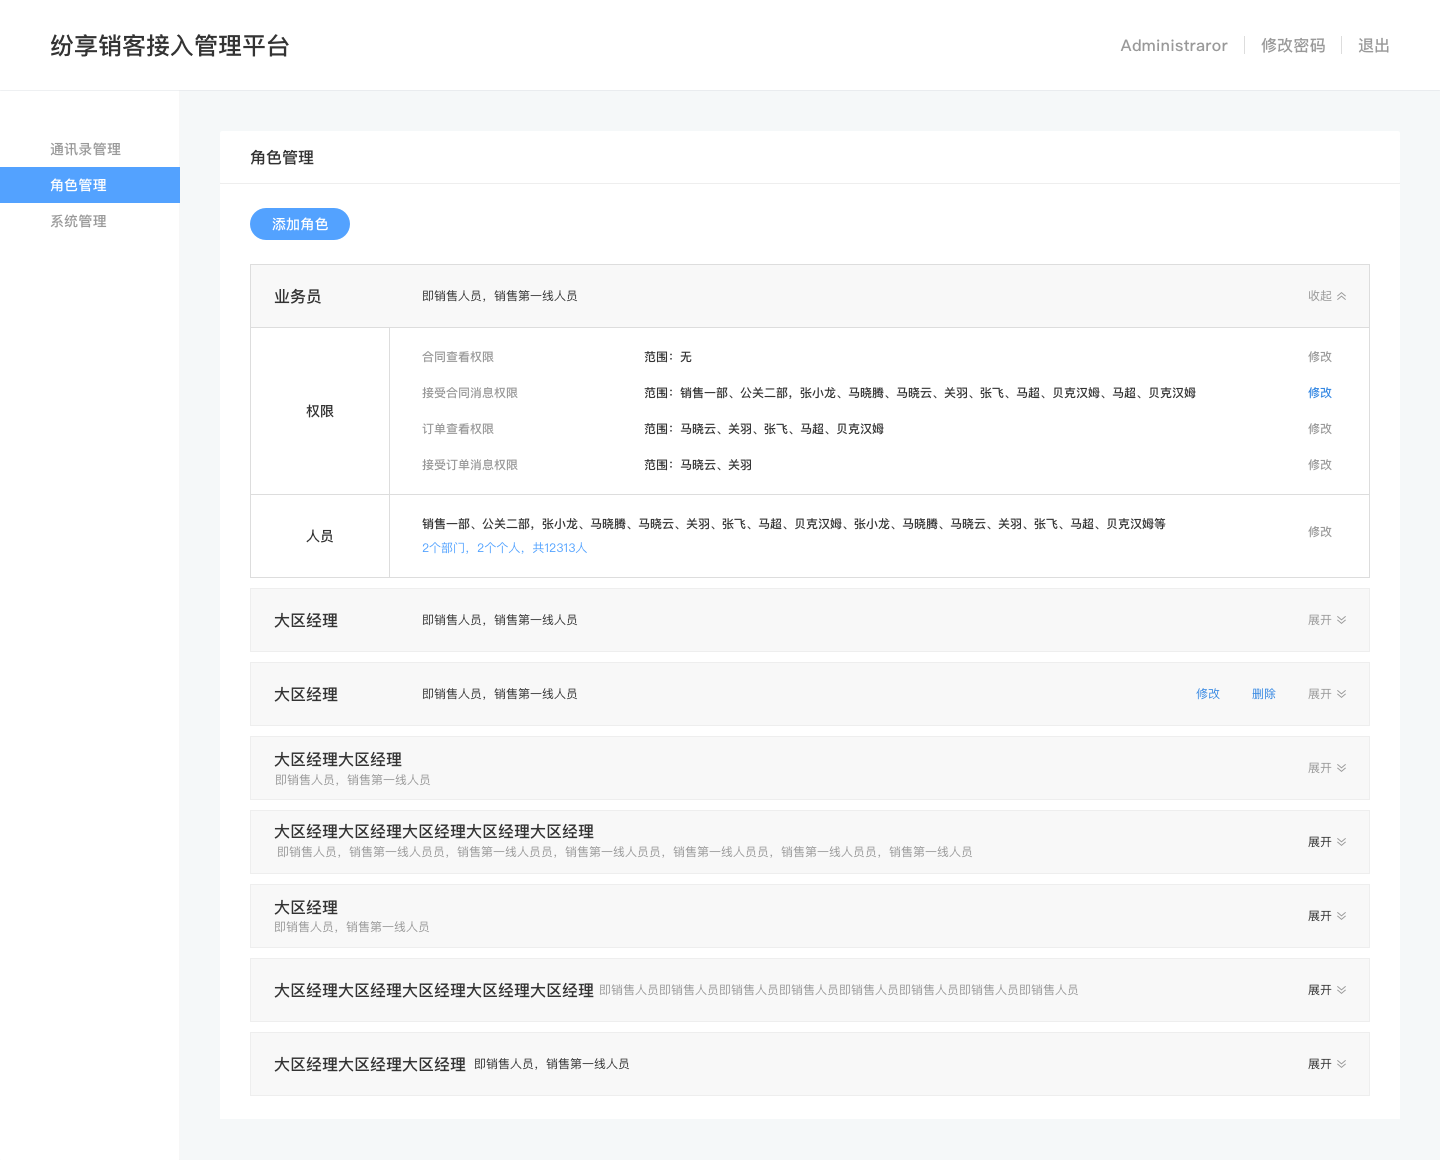 纷享销客接入管理平台
Administraror 修改密码 退出
通讯录管理
角色管理
系统管理
角色管理
添加角色
业务员 即销售人员，销售第一线人员 收起
权限
合同查看权限 范围：无 修改
接受合同消息权限 范围：销售一部、公关二部，张小龙、马晓腾、马晓云、关羽、张飞、马超、贝克汉姆、马超、贝克汉姆 修改
订单查看权限 范围：马晓云、关羽、张飞、马超、贝克汉姆 修改
接受订单消息权限 范围：马晓云、关羽 修改
人员
销售一部、公关二部，张小龙、马晓腾、马晓云、关羽、张飞、马超、贝克汉姆、张小龙、马晓腾、马晓云、关羽、张飞、马超、贝克汉姆等 修改
2个部门，2个个人，共12313人
大区经理 即销售人员，销售第一线人员 展开
大区经理 即销售人员，销售第一线人员 修改 删除 展开
大区经理大区经理 展开
即销售人员，销售第一线人员
大区经理大区经理大区经理大区经理大区经理 展开
即销售人员，销售第一线人员员，销售第一线人员员，销售第一线人员员，销售第一线人员员，销售第一线人员员，销售第一线人员
大区经理 展开
即销售人员，销售第一线人员
大区经理大区经理大区经理大区经理大区经理 即销售人员即销售人员即销售人员即销售人员即销售人员即销售人员即销售人员即销售人员 展开
大区经理大区经理大区经理 即销售人员，销售第一线人员 展开